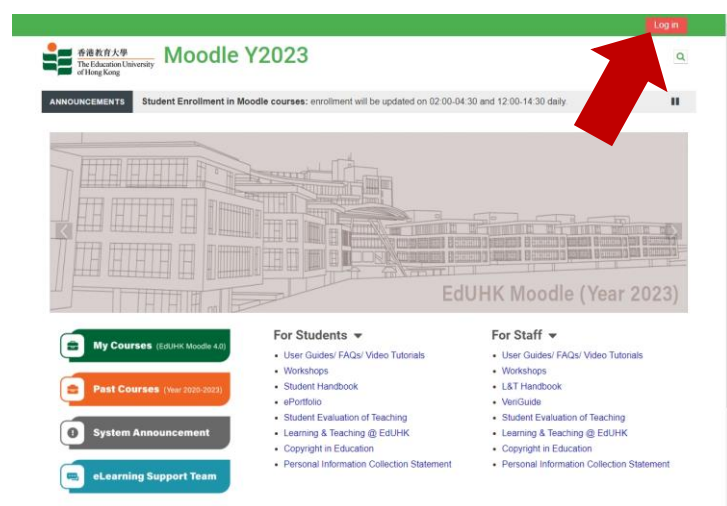 Log in
香港教育大學
The Education University
of Hong Kong
Moodle Y2023
ANNOUNCEMENTS
Student Enrollment in Moodle courses: enrollment will be updated on 02:00-04:30 and 12:00-14:30 daily.
EdUHK Moodle (Year 2023)
My Courses (EdUHK Moodle 4.0)
Past Courses (Year 2020-2023)
System Announcement
eLearning Support Team
For Students
User Guides/ FAQs/ Video Tutorials
Workshops
Student Handbook
ePortfolio
Student Evaluation of Teaching
Learning & Teaching @ EdUHK
Copyright in Education
Personal Information Collection Statement
For Staff
User Guides/ FAQs/ Video Tutorials
Workshops
L&T Handbook
VeriGuide
Student Evaluation of Teaching
Learning & Teaching @ EdUHK
Copyright in Education
Personal Information Collection Statement